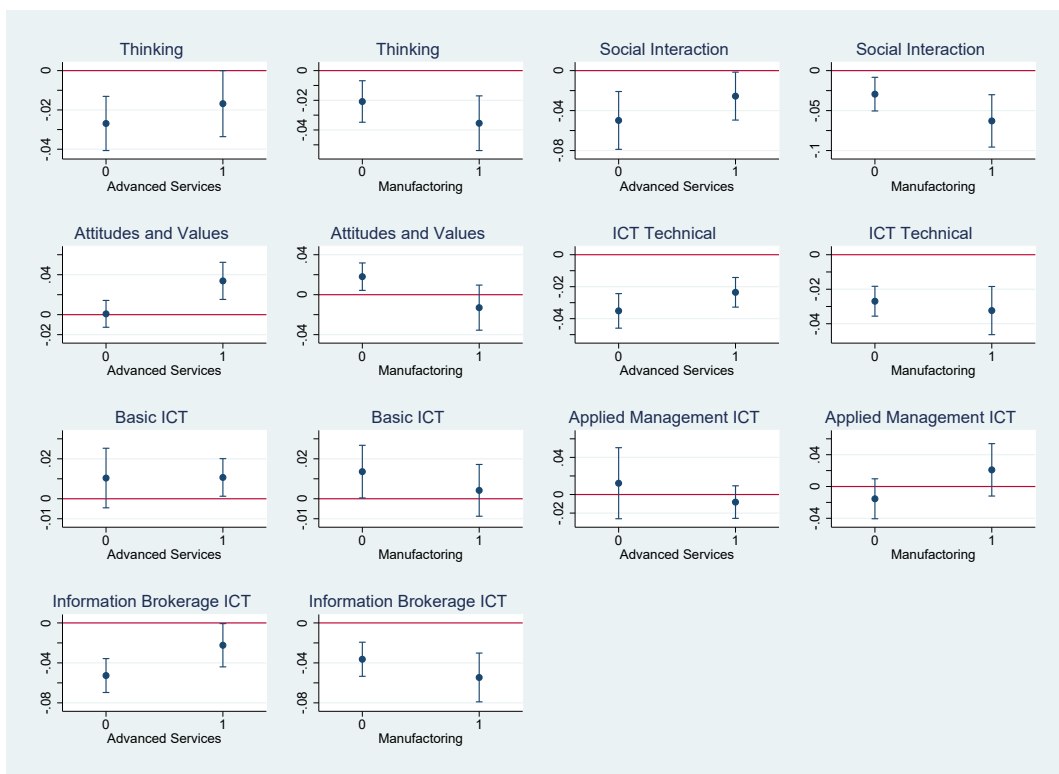 Thinking
0
-.02
-.04
0 1
Advanced Services
Thinking
0
-.02
-.04
0 1
Manufactoring
Social Interaction
0
-.04
-.08
0 1
Advanced Services
Social Interaction
0
-.05
-.1
0 1
Manufactoring
Attitudes and Values
.04
0
-.02
0 1
Advanced Services
Attitudes and Values
.04
0
-.04
0 1
Manufactoring
ICT Technical
0
-.02
-.04
0 1
Advanced Services
ICT Technical
0
-.02
-.04
0 1
Manufactoring
Basic ICT
.02
0
-.01
0 1
Advanced Services
Basic ICT
.02
0
-.01
0 1
Manufactoring
Applied Management ICT
.04
0
-.02
0 1
Advanced Services
Applied Management ICT
.04
0
-.04
0 1
Manufactoring
Information Brokerage ICT
0
-.04
-.08
0 1
Advanced Services
Information Brokerage ICT
0
-.04
-.08
0 1
Manufactoring